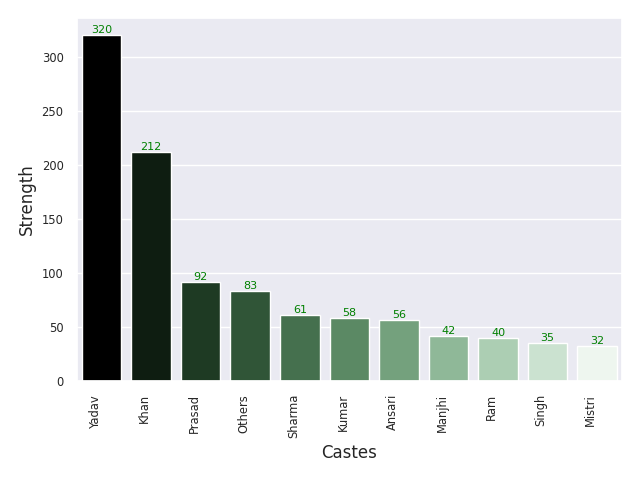 320
212
92
83
61
58
56
42
40
35
32
300
250
200
150
100
50
0
Strength
Yadav
Khan
Prasad
Others
Sharma
Kumar
Ansari
Manjhi
Ram
Singh
Mistri
Castes